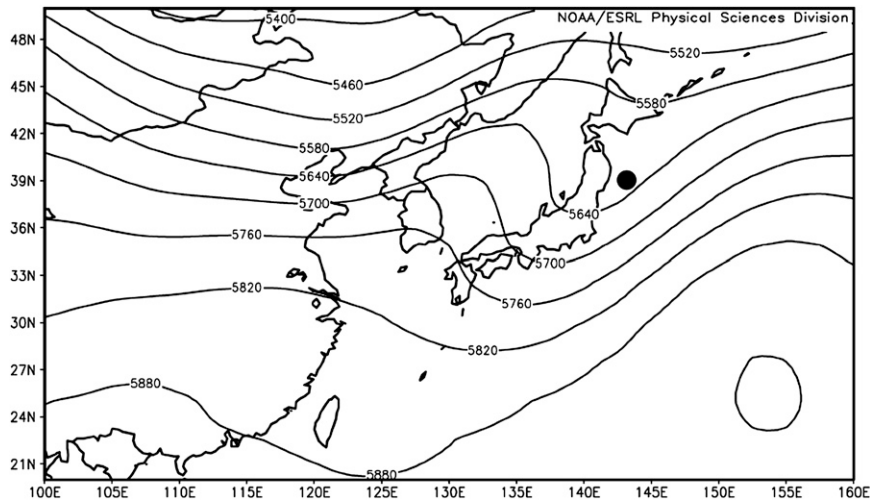 NOAA/ESRL Physical Sciences Division
5400
48N
5520
45N
5460
5520
5580
42N
5580
5640
39N
5700
5640
36N
5760
5700
33N
5820
5760
30N
5820
27N
5880
24N
21N
5880
100E 105E 110E 115E 120E 125E 130E 135E 140E 145E 150E 155E 160E